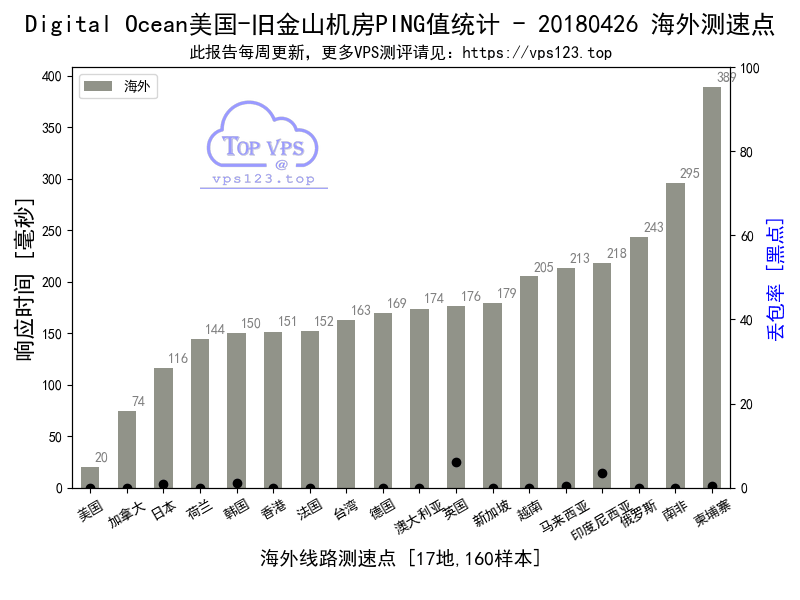 Digital Ocean美国-旧金山机房PING值统计 - 20180426 海外测速点
此报告每周更新, 更多VPS测评请见: https://vps123.top
海外
TOP VPS
@
vps123.top
响应时间 [毫秒]
400
350
300
250
200
150
100
50
0
20
74
116
144
150
151
152
163
169
174
176
179
205
213
218
243
295
389
100
80
60
40
20
0
丢包率 [黑点]
美国
加拿大
日本
荷兰
韩国
香港
法国
台湾
德国
澳大利亚
英国
新加坡
越南
马来西亚
印度尼西亚
俄罗斯
南非
柬埔寨
海外线路测速点 [17地,160样本]